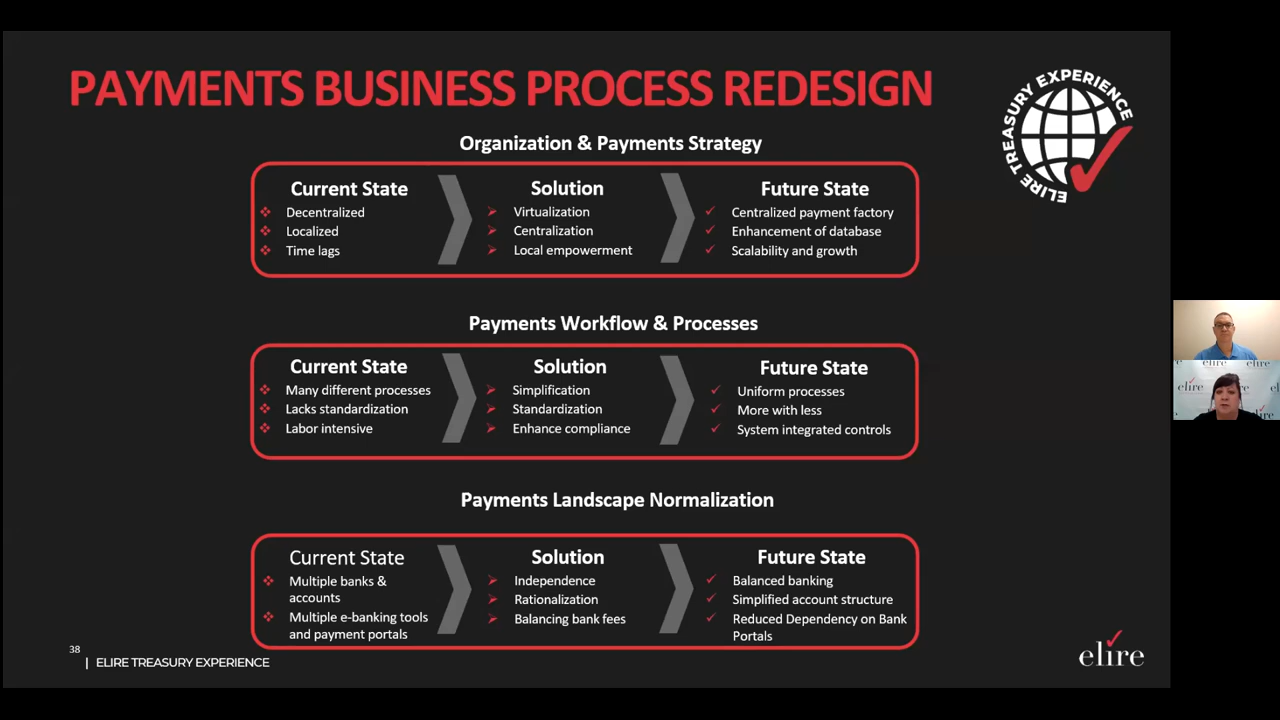 PAYMENTS BUSINESS PROCESS REDESIGN
ELIRE TREASURY EXPERIENCE
Organization & Payments Strategy
Current State
Decentralized
Localized
Time lags
Solution
Virtualization
Centralization
Local empowerment
Future State
Centralized payment factory
Enhancement of database
Scalability and growth
Payments Workflow & Processes
Current State
Many different processes
Lacks standardization
Labor intensive
Solution
Simplification
Standardization
Enhance compliance
Future State
Uniform processes
More with less
System integrated controls
Payments Landscape Normalization
Current State
Multiple banks &
accounts
Multiple e-banking tools
and payment portals
Solution
Independence
Rationalization
Balancing bank fees
Future State
Balanced banking
Simplified account structure
Reduced Dependency on Bank
Portals
38
| ELIRE TREASURY EXPERIENCE
elire
elire
elire
elire